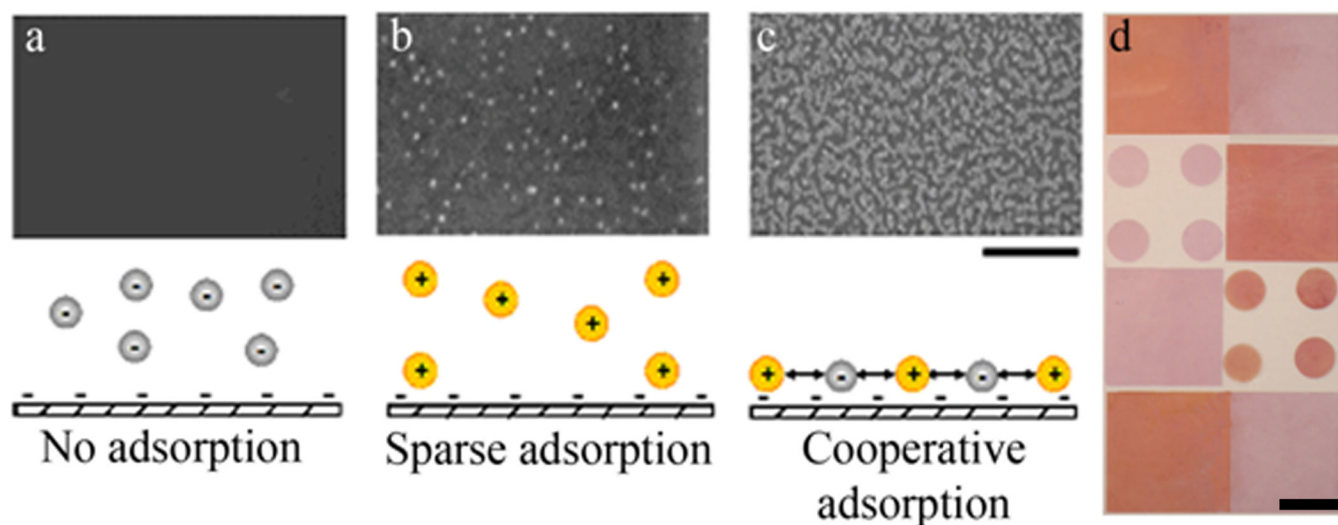 a
b
c
d
- - - - - -
+ + + + + +
+ - + - +
- - - - - -
- - - - - -
- - - - - -
No adsorption
Sparse adsorption
Cooperative
adsorption